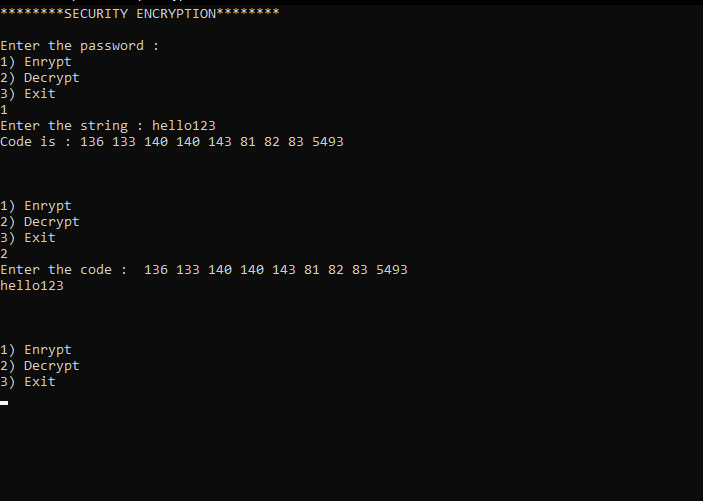 ********SECURITY ENCRYPTION********
Enter the password :
1) Enrypt
2) Decrypt
3) Exit
1
Enter the string : hello123
Code is : 136 133 140 140 143 81 82 83 5493
1) Enrypt
2) Decrypt
3) Exit
2
Enter the code :  136 133 140 140 143 81 82 83 5493
hello123
1) Enrypt
2) Decrypt
3) Exit